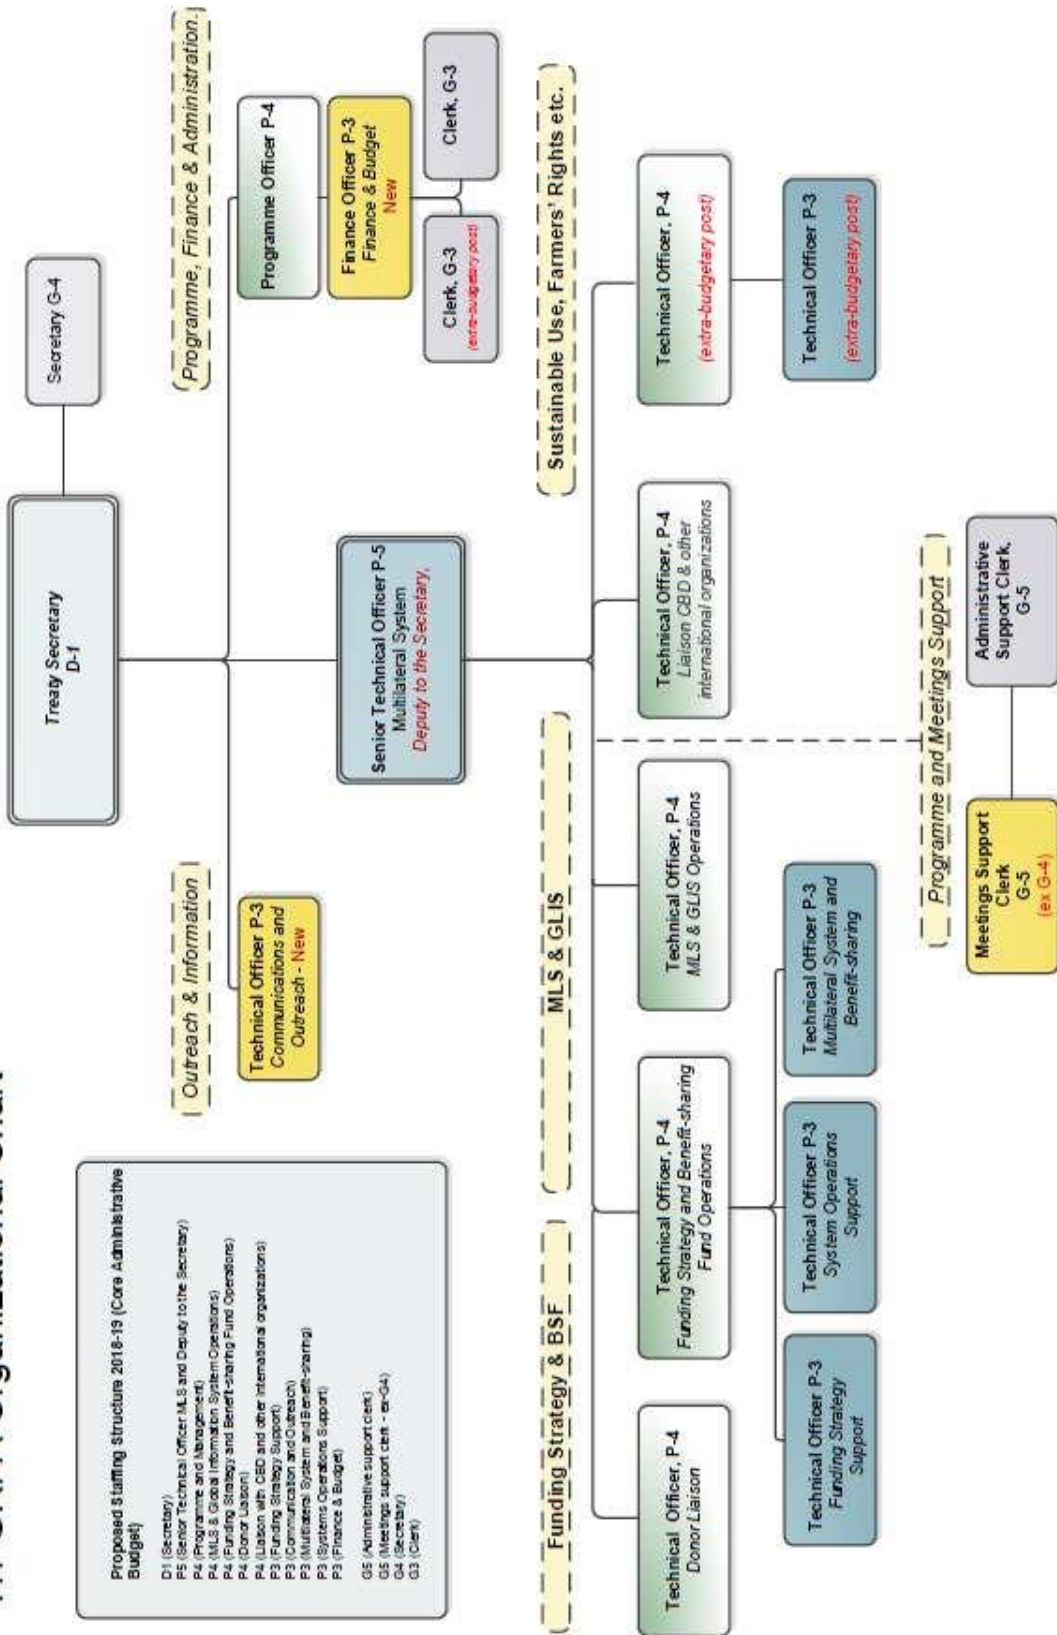 Organizational Chart
Proposed Staffing Structure 2018-19 (Core Administrative
Budget)
D1 (Secretary)
P5 (Senior Technical Officer MLS and Deputy to the Secretary)
P4 (Programme and Management)
P4 (MLS & Global Information System Operations)
P4 (Funding Strategy and Benefit-sharing Fund Operations)
P4 (Donor Liaison)
P4 (Liaison with CBD and other international organizations)
P3 (Funding Strategy Support)
P3 (Communication and Outreach)
P3 (Multilateral System and Benefit-sharing)
P3 (Systems Operations Support)
P3 (Finance & Budget)
G5 (Administrative support clerk)
G5 (Meetings support clerk - ex-G4)
G4 (Secretary)
G3 (Clerk)
Treaty Secretary
D-1
Secretary G-4
Outreach & Information
Technical Officer P-3
Communications and
Outreach - New
Senior Technical Officer P-5
Multilateral System
Deputy to the Secretary,
Programme, Finance & Administration.
Programme Officer P-4
Finance Officer P-3
Finance & Budget
New
Clerk, G-3
(extra-budgetary post)
Clerk, G-3
Funding Strategy & BSF
MLS & GLIS
Sustainable Use, Farmers' Rights etc.
Technical Officer, P-4
Donor Liaison
Technical Officer, P-4
Funding Strategy and Benefit-sharing
Fund Operations
Technical Officer, P-4
MLS & GLIS Operations
Technical Officer, P-4
Liaison CBD & other
international organizations
Technical Officer, P-4
(extra-budgetary post)
Technical Officer P-3
Funding Strategy
Support
Technical Officer P-3
System Operations
Support
Technical Officer P-3
Multilateral System and
Benefit-sharing
Technical Officer P-3
(extra-budgetary post)
Programme and Meetings Support
Meetings Support
Clerk
G-5
(ex G-4)
Administrative
Support Clerk,
G-5